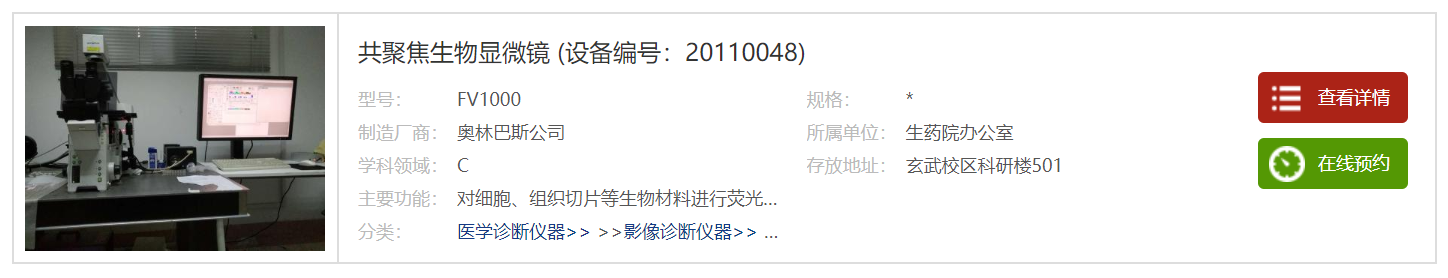 共聚焦生物显微镜 (设备编号：20110048)
型号： FV1000 规格： *
制造厂商： 奥林巴斯公司 所属单位： 生药院办公室
学科领域： C 存放地址： 玄武校区科研楼501
主要功能： 对细胞、组织切片等生物材料进行荧光...
分类： 医学诊断仪器>> >>影像诊断仪器>> ...
查看详情
在线预约